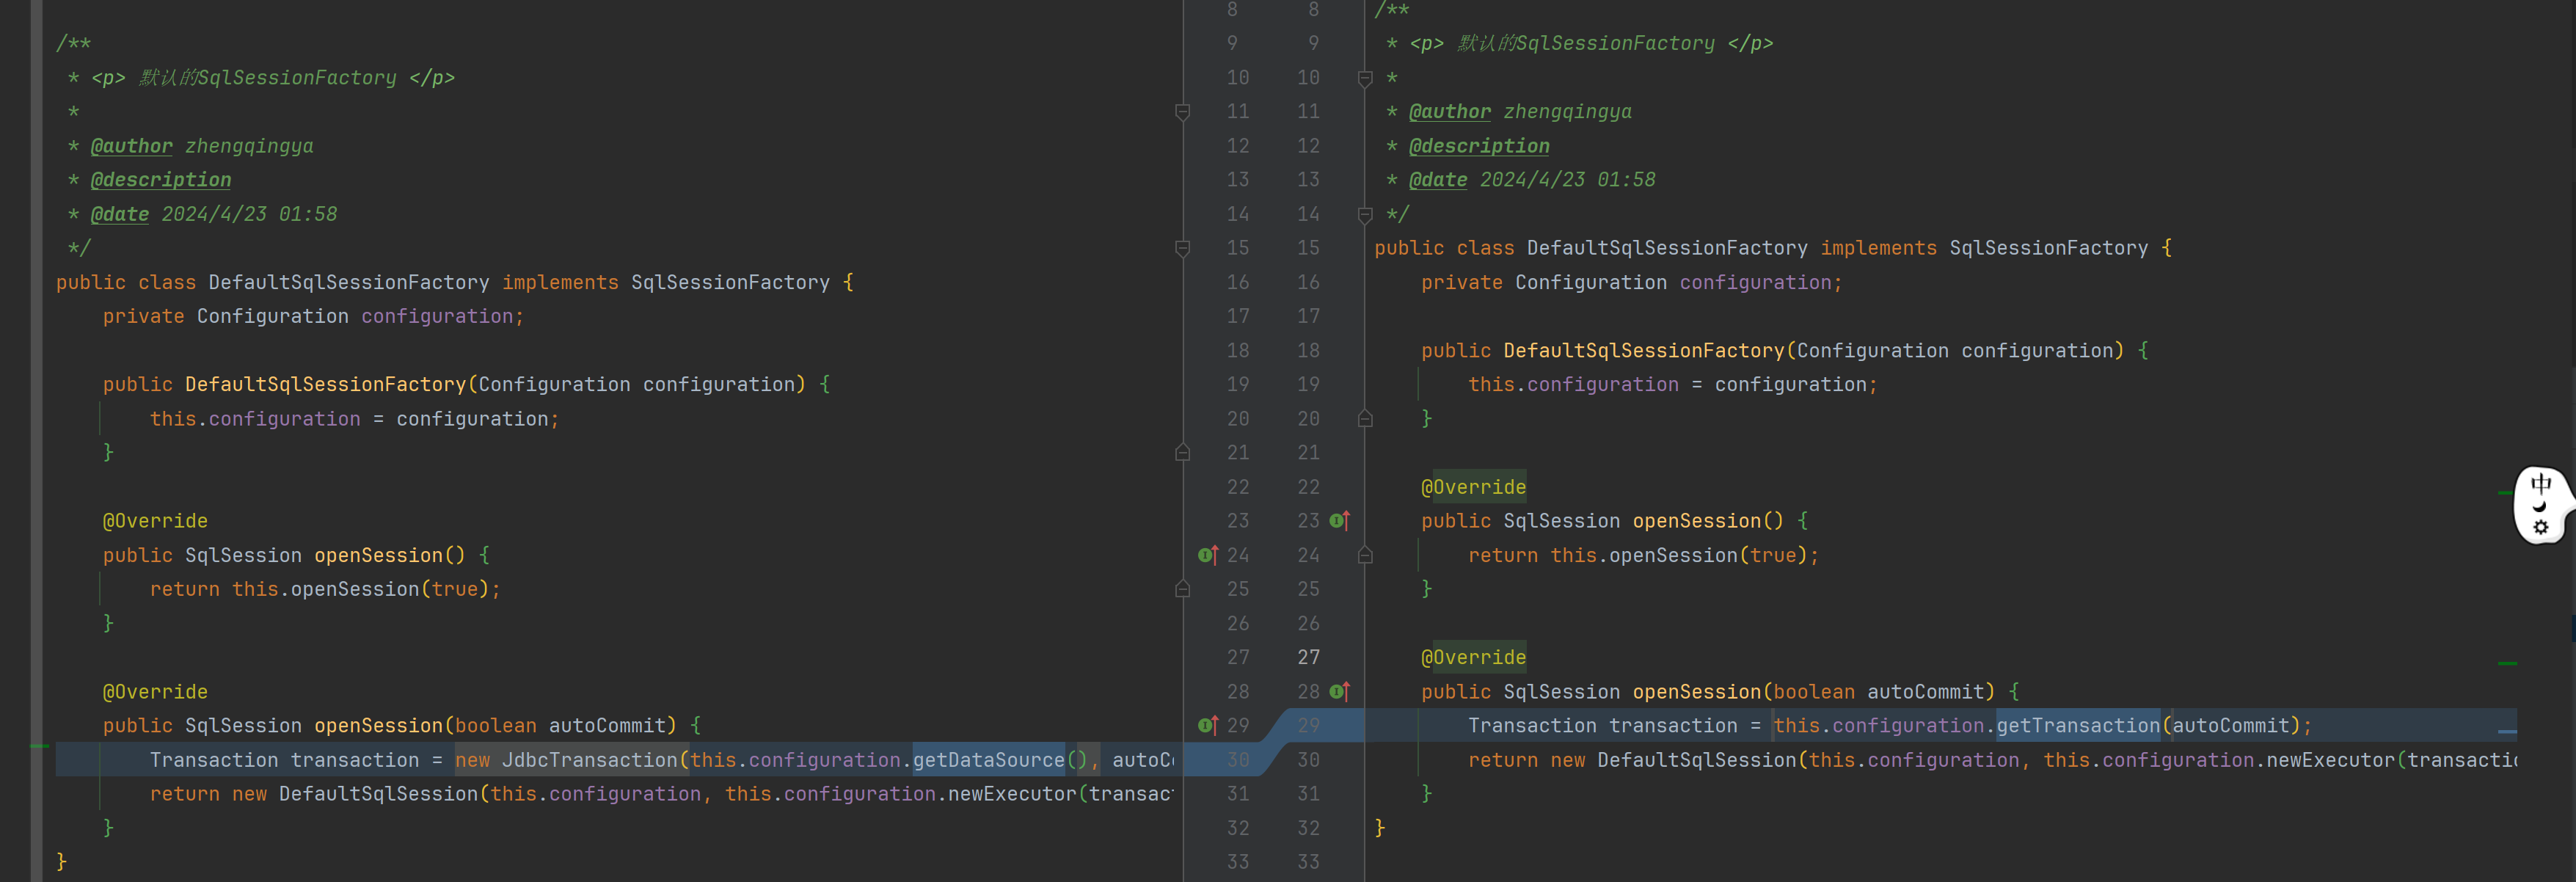 /**
 * <p> 默认的SqlSessionFactory </p>
 *
 * @author zhengqingya
 * @description
 * @date 2024/4/23 01:58
 */
public class DefaultSqlSessionFactory implements SqlSessionFactory {
    private Configuration configuration;
    public DefaultSqlSessionFactory(Configuration configuration) {
        this.configuration = configuration;
    }
    @Override
    public SqlSession openSession() {
        return this.openSession(true);
    }
    @Override
    public SqlSession openSession(boolean autoCommit) {
        Transaction transaction = new JdbcTransaction(this.configuration.getDataSource(), autoC
        return new DefaultSqlSession(this.configuration, this.configuration.newExecutor(transac
    }
}
8 8
9 9
10 10
11 11
12 12
13 13
14 14
15 15
16 16
17 17
18 18
19 19
20 20
21 21
22 22
23 23
24 24
25 25
26 26
27 27
28 28
29 29
30 30
31 31
32 32
33 33
/**
 * <p> 默认的SqlSessionFactory </p>
 *
 * @author zhengqingya
 * @description
 * @date 2024/4/23 01:58
 */
public class DefaultSqlSessionFactory implements SqlSessionFactory {
    private Configuration configuration;
    public DefaultSqlSessionFactory(Configuration configuration) {
        this.configuration = configuration;
    }
    @Override
    public SqlSession openSession() {
        return this.openSession(true);
    }
    @Override
    public SqlSession openSession(boolean autoCommit) {
        Transaction transaction = this.configuration.getTransaction(autoCommit);
        return new DefaultSqlSession(this.configuration, this.configuration.newExecutor(transactio
    }
}
中